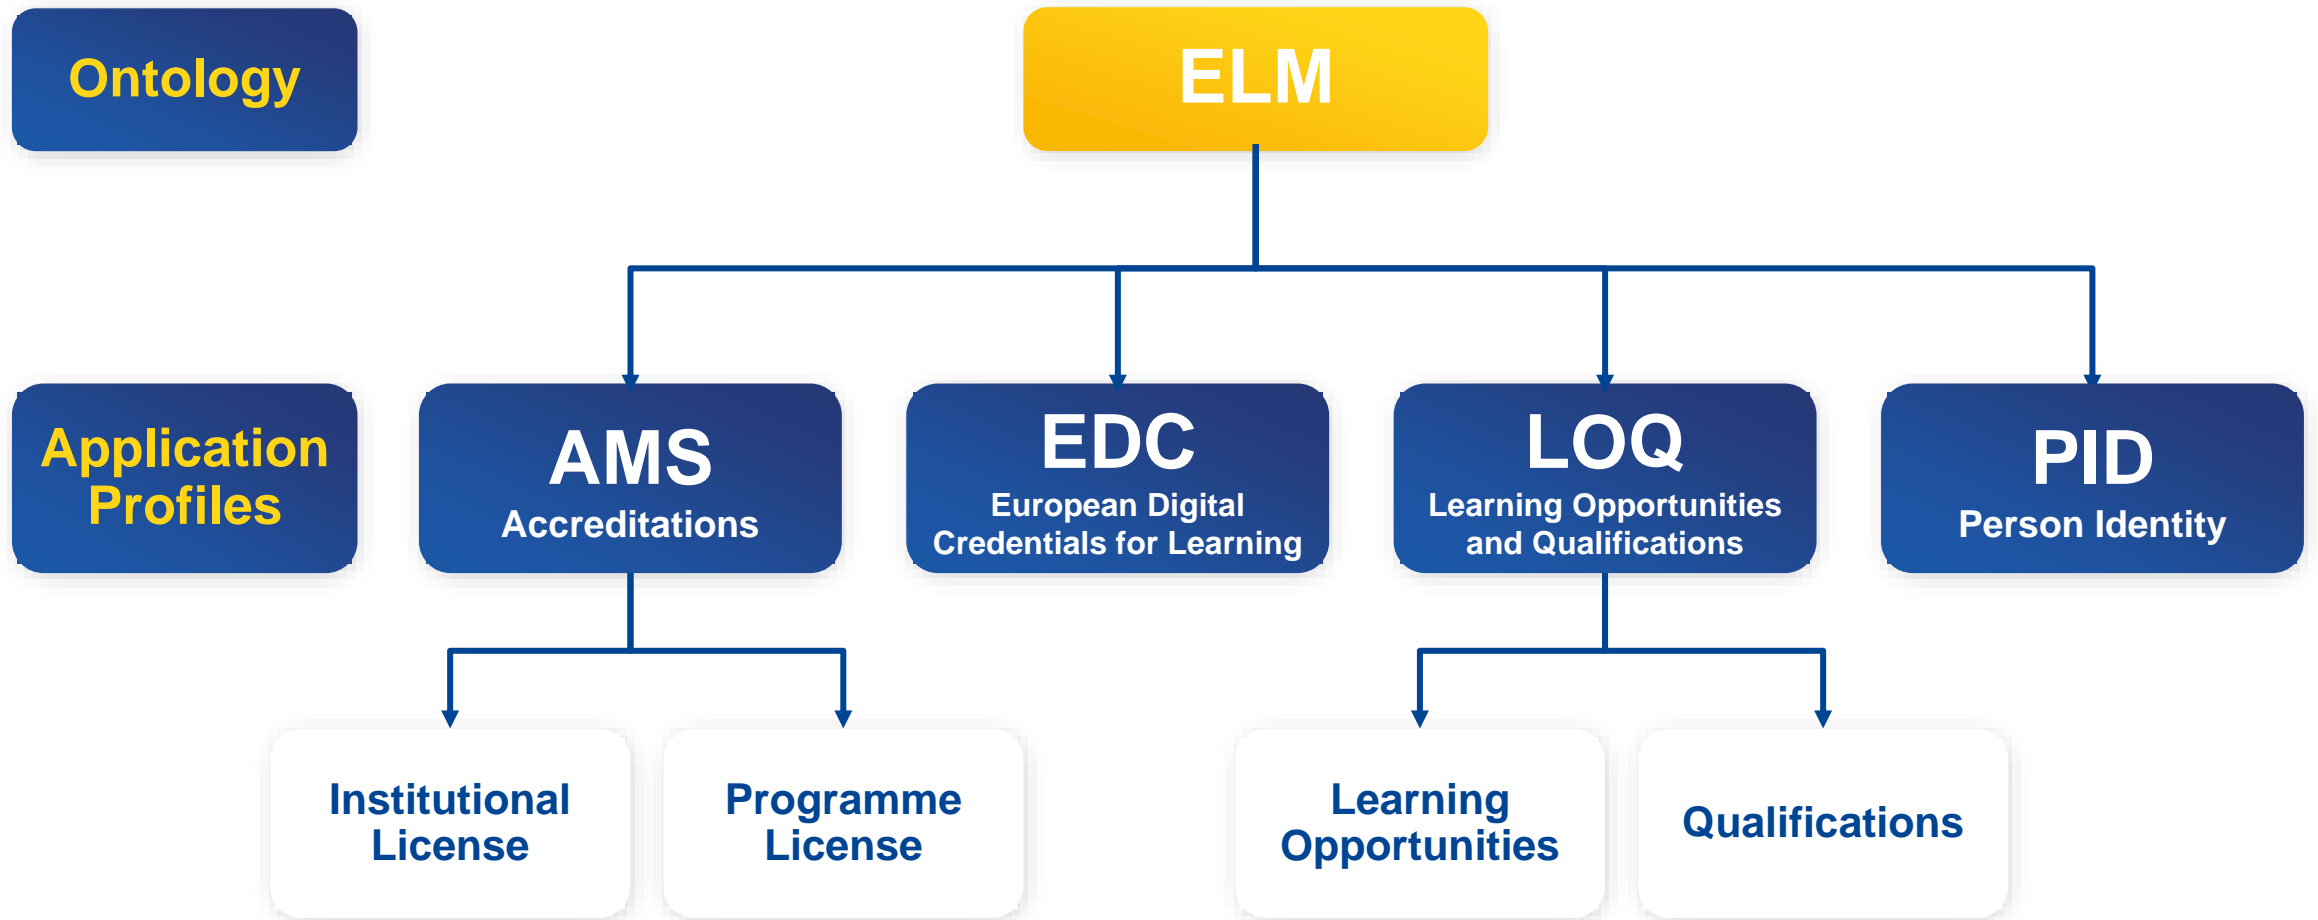 Ontology
ELM
Application
Profiles
AMS
Accreditations
EDC
European Digital
Credentials for Learning
LOQ
Learning Opportunities
and Qualifications
PID
Person Identity
Institutional
License
Programme
License
Learning
Opportunities
Qualifications